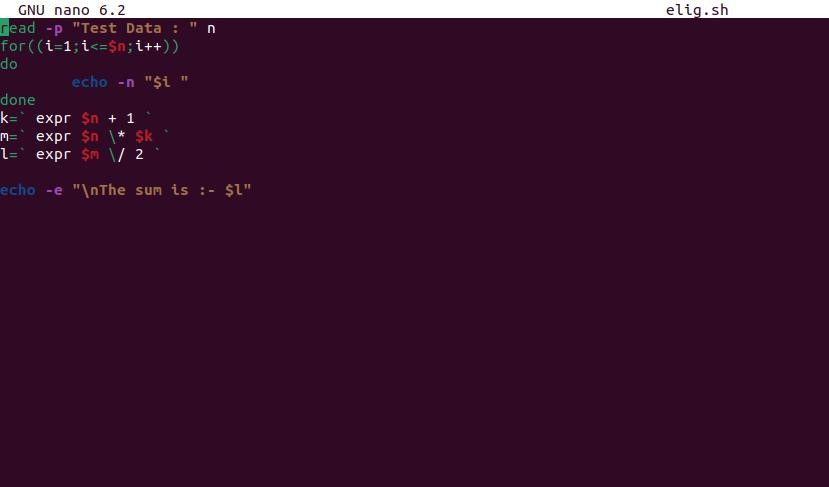 GNU nano 6.2 elig.sh
read -p "Test Data : " n
for((i=1;i<=$n;i++))
do
        echo -n "$i "
done
k=` expr $n + 1 `
m=` expr $n \* $k `
l=` expr $m \/ 2 `

echo -e "\nThe sum is :- $l"